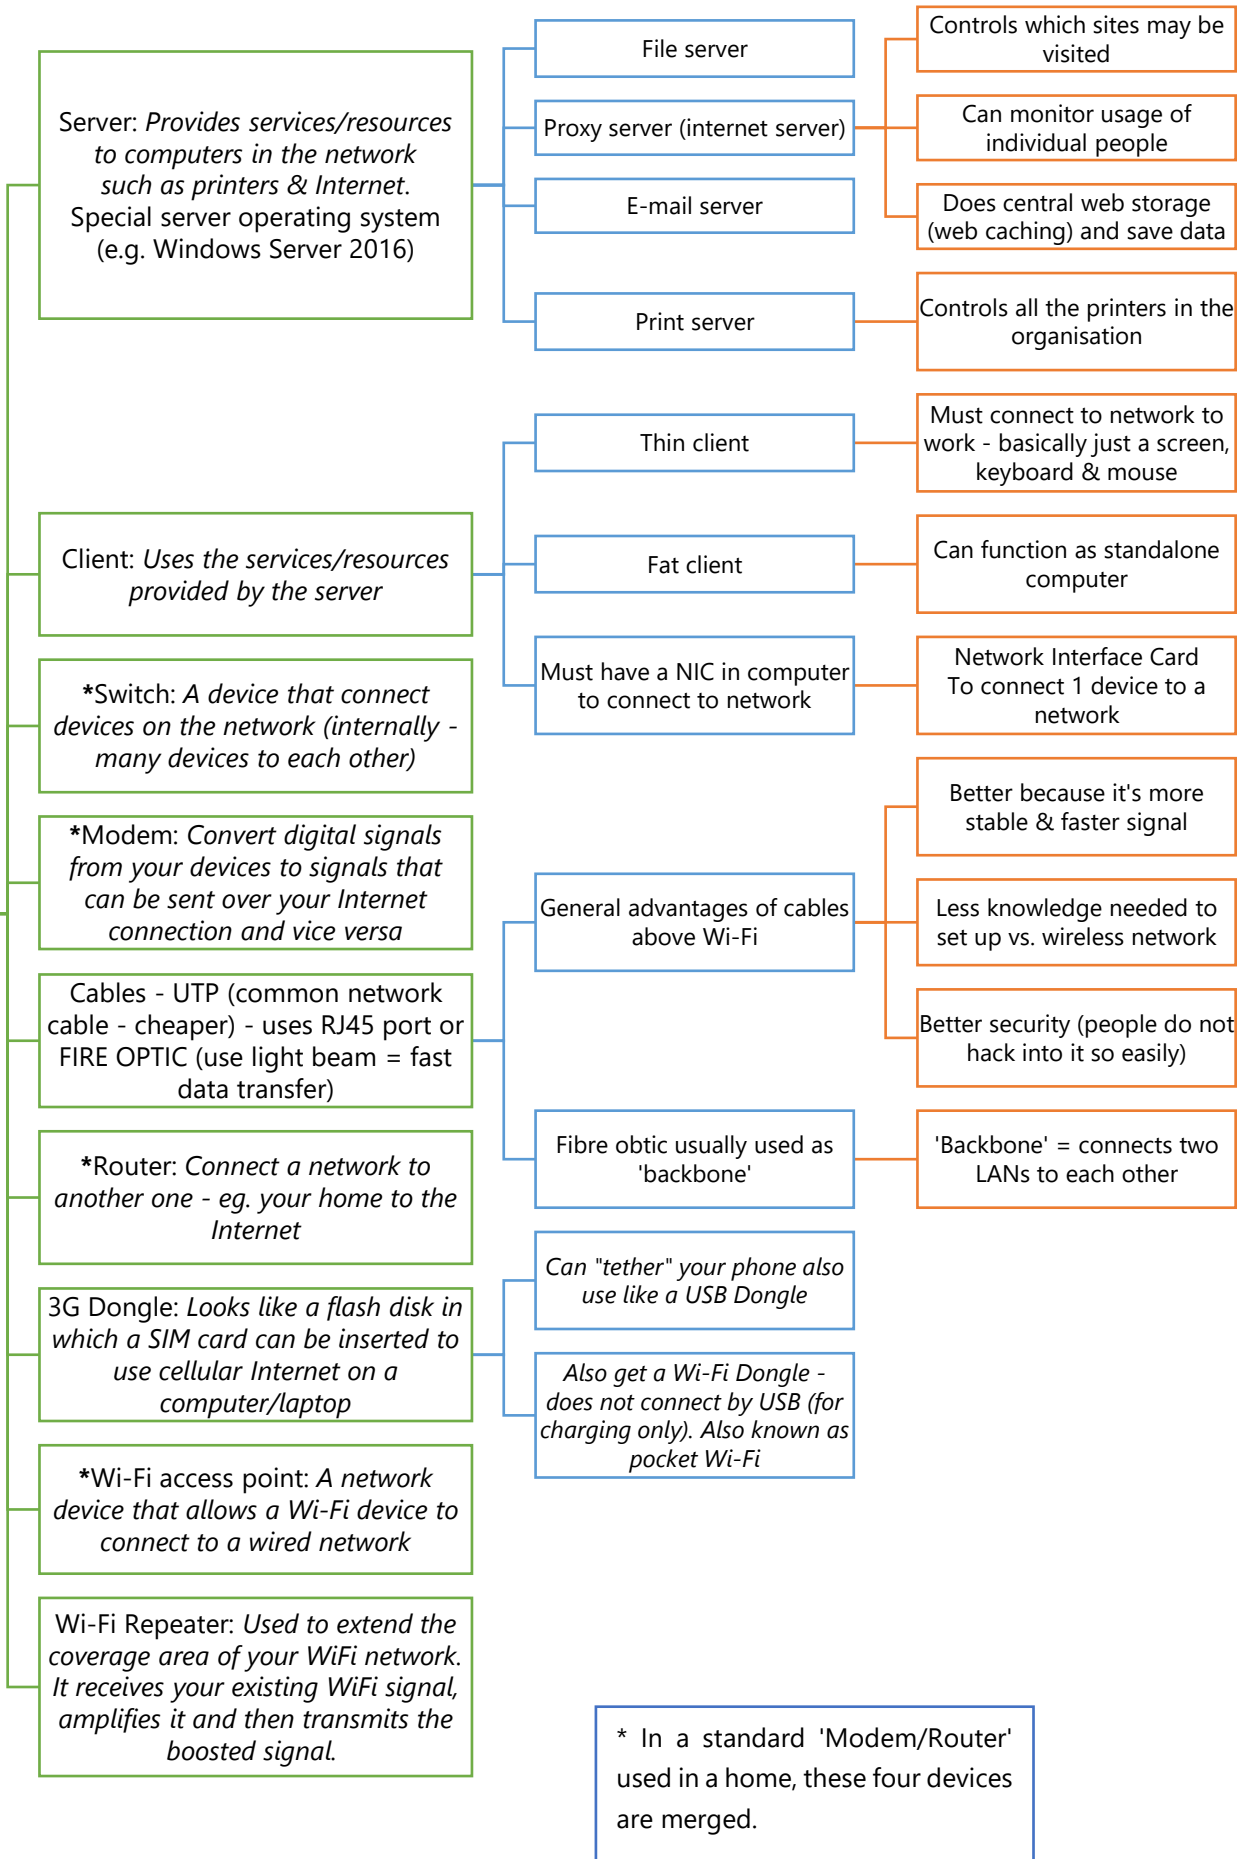 Server: Provides services/resources
to computers in the network
such as printers & Internet.
Special server operating system
(e.g. Windows Server 2016)
File server
Proxy server (internet server)
Controls which sites may be
visited
Can monitor usage of
individual people
Does central web storage
(web caching) and save data
E-mail server
Print server
Controls all the printers in the
organisation
Client: Uses the services/resources
provided by the server
Thin client
Must connect to network to
work - basically just a screen,
keyboard & mouse
Fat client
Can function as standalone
computer
Must have a NIC in computer
to connect to network
Network Interface Card
To connect 1 device to a
network
*Switch: A device that connect
devices on the network (internally -
many devices to each other)
*Modem: Convert digital signals
from your devices to signals that
can be sent over your Internet
connection and vice versa
Cables - UTP (common network
cable - cheaper) - uses RJ45 port or
FIRE OPTIC (use light beam = fast
data transfer)
General advantages of cables
above Wi-Fi
Better because it's more
stable & faster signal
Less knowledge needed to
set up vs. wireless network
Better security (people do not
hack into it so easily)
Fibre obtic usually used as
'backbone'
'Backbone' = connects two
LANs to each other
*Router: Connect a network to
another one - eg. your home to the
Internet
3G Dongle: Looks like a flash disk in
which a SIM card can be inserted to
use cellular Internet on a
computer/laptop
Can "tether" your phone also
use like a USB Dongle
Also get a Wi-Fi Dongle -
does not connect by USB (for
charging only). Also known as
pocket Wi-Fi
*Wi-Fi access point: A network
device that allows a Wi-Fi device to
connect to a wired network
Wi-Fi Repeater: Used to extend the
coverage area of your WiFi network.
It receives your existing WiFi signal,
amplifies it and then transmits the
boosted signal.
* In a standard 'Modem/Router'
used in a home, these four devices
are merged.